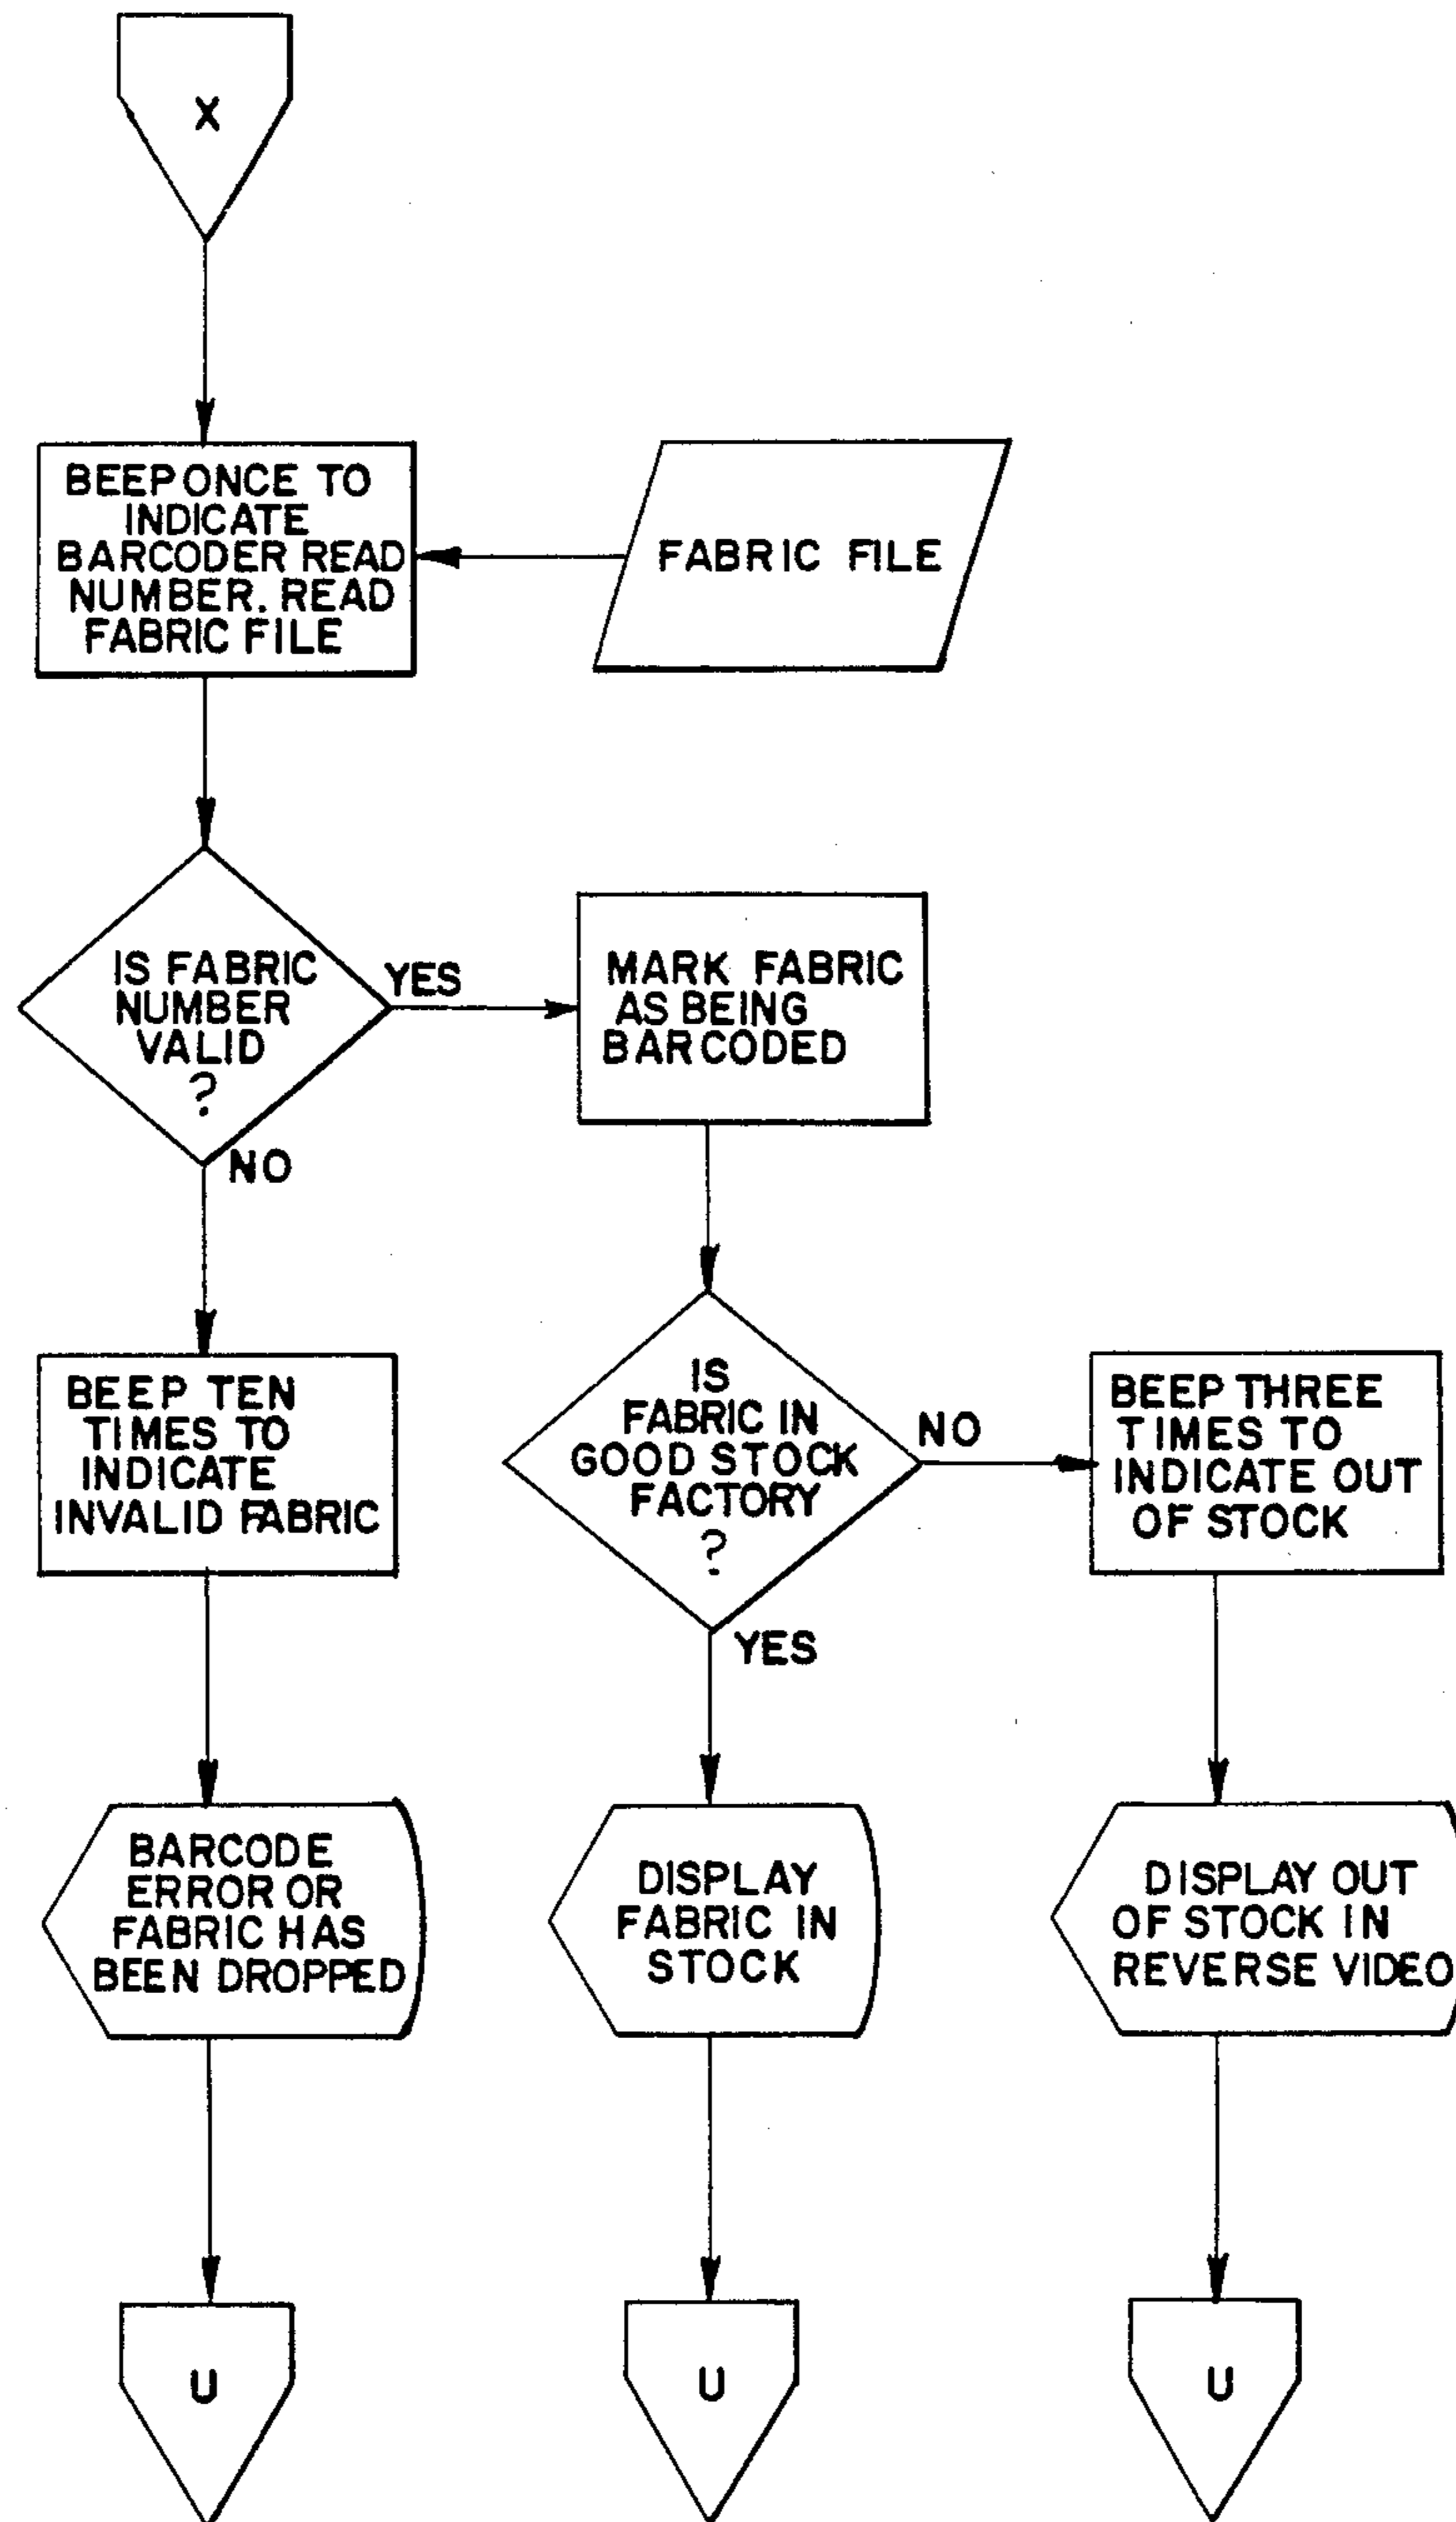 X
BEEP ONCE TO
INDICATE
BARCODER READ
NUMBER. READ
FABRIC FILE
FABRIC FILE
IS FABRIC
NUMBER
VALID
?
YES
NO
MARK FABRIC
AS BEING
BARCODED
BEEP TEN
TIMES TO
INDICATE
INVALID FABRIC
IS
FABRIC IN
GOOD STOCK
FACTORY
?
NO
YES
BEEP THREE
TIMES TO
INDICATE OUT
OF STOCK
BARCODE
ERROR OR
FABRIC HAS
BEEN DROPPED
DISPLAY
FABRIC IN
STOCK
DISPLAY OUT
OF STOCK IN
REVERSE VIDEO
U
U
U